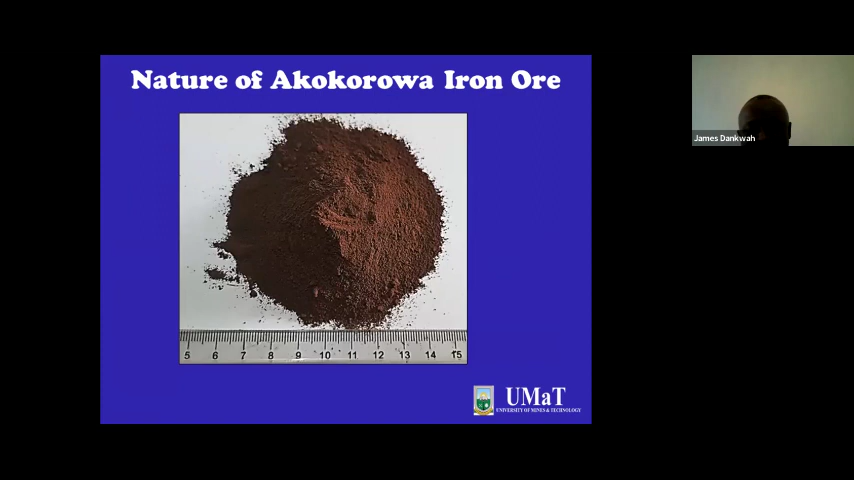 Nature of Akokorowa Iron Ore
James Dankwah
5 6 7 8 9 10 11 12 13 14 15
UMaT
UNIVERSITY OF MINES & TECHNOLOGY